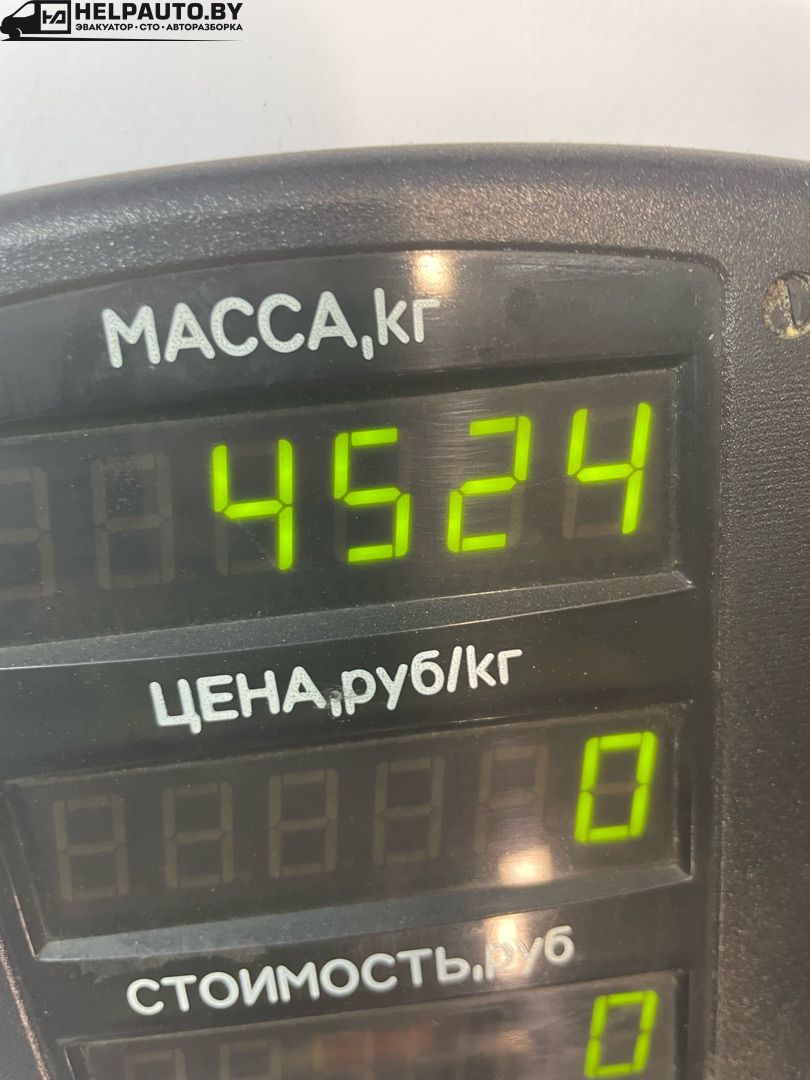 HELPAUTO.BY
ЭВАКУАТОР • СТО • АВТОРАЗБОРКА
МАССА,кг
4524
ЦЕНА,руб/кг
0
СТОИМОСТЬ,руб
0